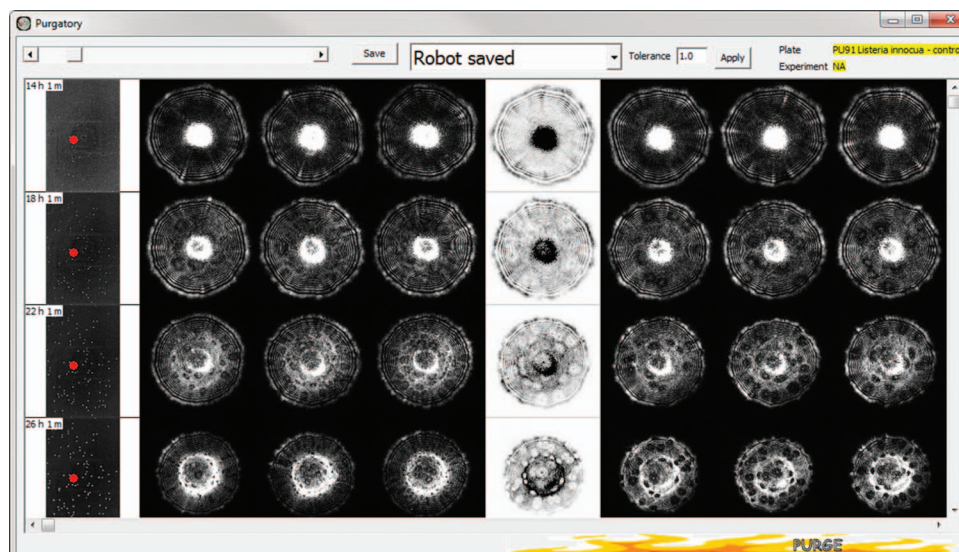 Purgatory
Save
Robot saved
Tolerance 1.0
Apply
Plate PU91 Listeria innocua - contro
Experiment NA
14 h 1 m
18 h 1 m
22 h 1 m
26 h 1 m
PURGE